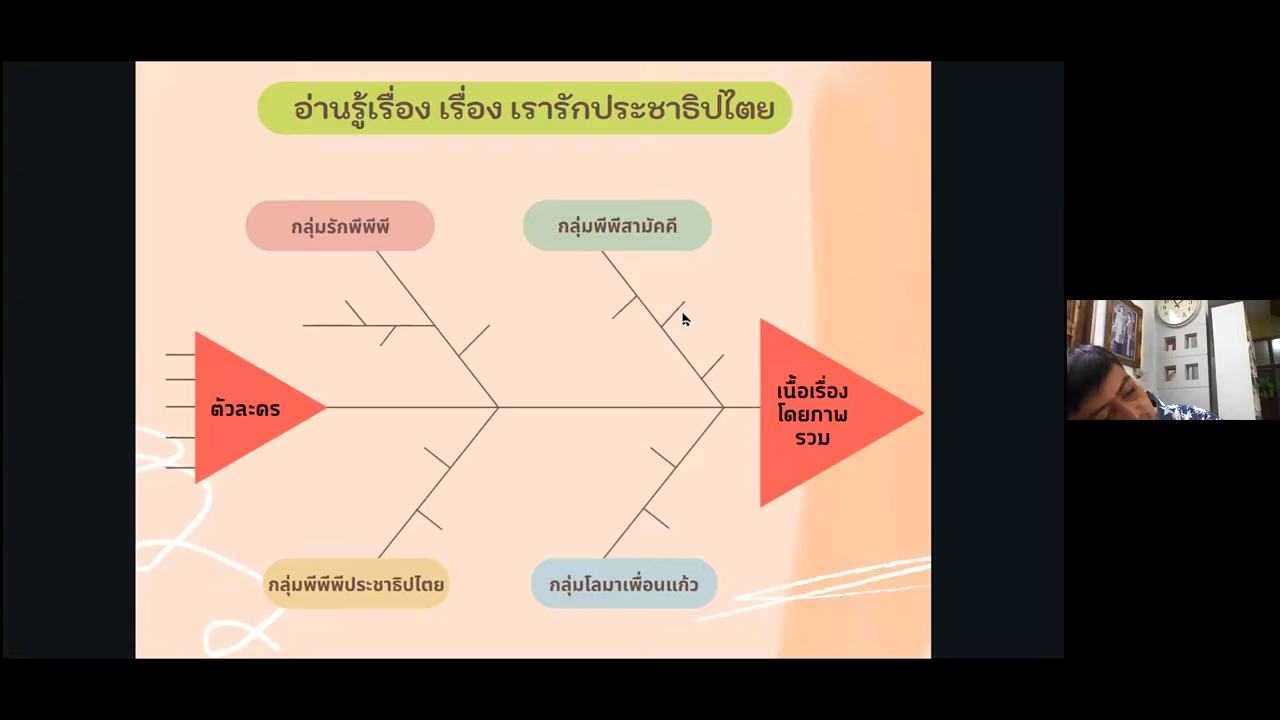 อ่านรู้เรื่อง เรื่อง เรารักประชาธิปไตย
กลุ่มรักพีพีพี
กลุ่มพีพีสามัคคี
ตัวละคร
เนื้อเรื่อง
โดยภาพ
รวม
กลุ่มพีพีพีประชาธิปไตย
กลุ่มโลมาเพื่อนแก้ว